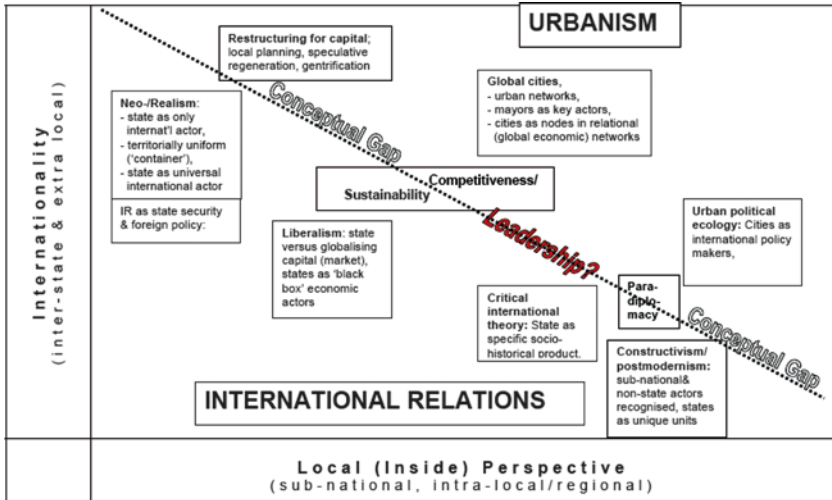 URBANISM
Restructuring for capital;
local planning, speculative
regeneration, gentrification
Conceptual Gap
Global cities,
- urban networks,
- mayors as key actors,
- cities as nodes in relational
(global economic) networks
Neo-/Realism:
- state as only
internat'l actor,
- territorially uniform
('container'),
- state as universal
international actor
IR as state security
& foreign policy:
Competitiveness/
Sustainability
Leadership?
Liberalism: state
versus globalising
capital (market),
states as 'black
box' economic
actors
Urban political
ecology: Cities as
international policy
makers,
Critical
international
theory: State as
specific socio-
historical product.
Para-
diplo-
macy
Conceptual Gap
Constructivism/
postmodernism:
sub-national&
non-state actors
recognised, states
as unique units
INTERNATIONAL RELATIONS
Internationality
(inter-state & extra local)
Local (Inside) Perspective
(sub-national, intra-local/regional)